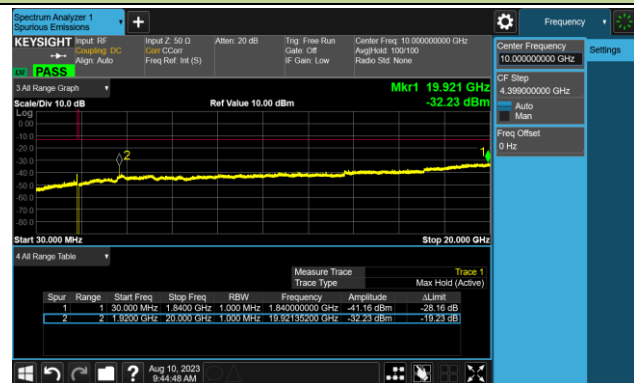 Spectrum Analyzer 1
Spurious Emissions
Frequency
KEYSIGHT Input: RF Input Z: 50 Ω Atten: 20 dB Trig: Free Run Center Freq: 10.000000000 GHz
Coupling: DC Corr CCorr Gate: Off Avg|Hold: 100/100
Align: Auto Freq Ref: Int (S) IF Gain: Low Radio Std: None
PASS
Center Frequency
10.000000000 GHz
Settings
CF Step
4.399000000 GHz
Auto
Man
Freq Offset
0 Hz
3 All Range Graph
Mkr1 19.921 GHz
Scale/Div 10.0 dB Ref Value 10.00 dBm -32.23 dBm
Log
0.00
-10.0
-20.0
-30.0
-40.0
-50.0
-60.0
-70.0
-80.0
2
1
Start 30.000 MHz Stop 20.000 GHz
4 All Range Table
Measure Trace Trace 1
Trace Type Max Hold (Active)
Spur Range Start Freq Stop Freq RBW Frequency Amplitude ΔLimit
1 1 30.000 MHz 1.8400 GHz 1.000 MHz 1.840000000 GHz -41.16 dBm -28.16 dB
2 2 1.9200 GHz 20.000 GHz 1.000 MHz 19.92135200 GHz -32.23 dBm -19.23 dB
Aug 10, 2023
9:44:48 AM